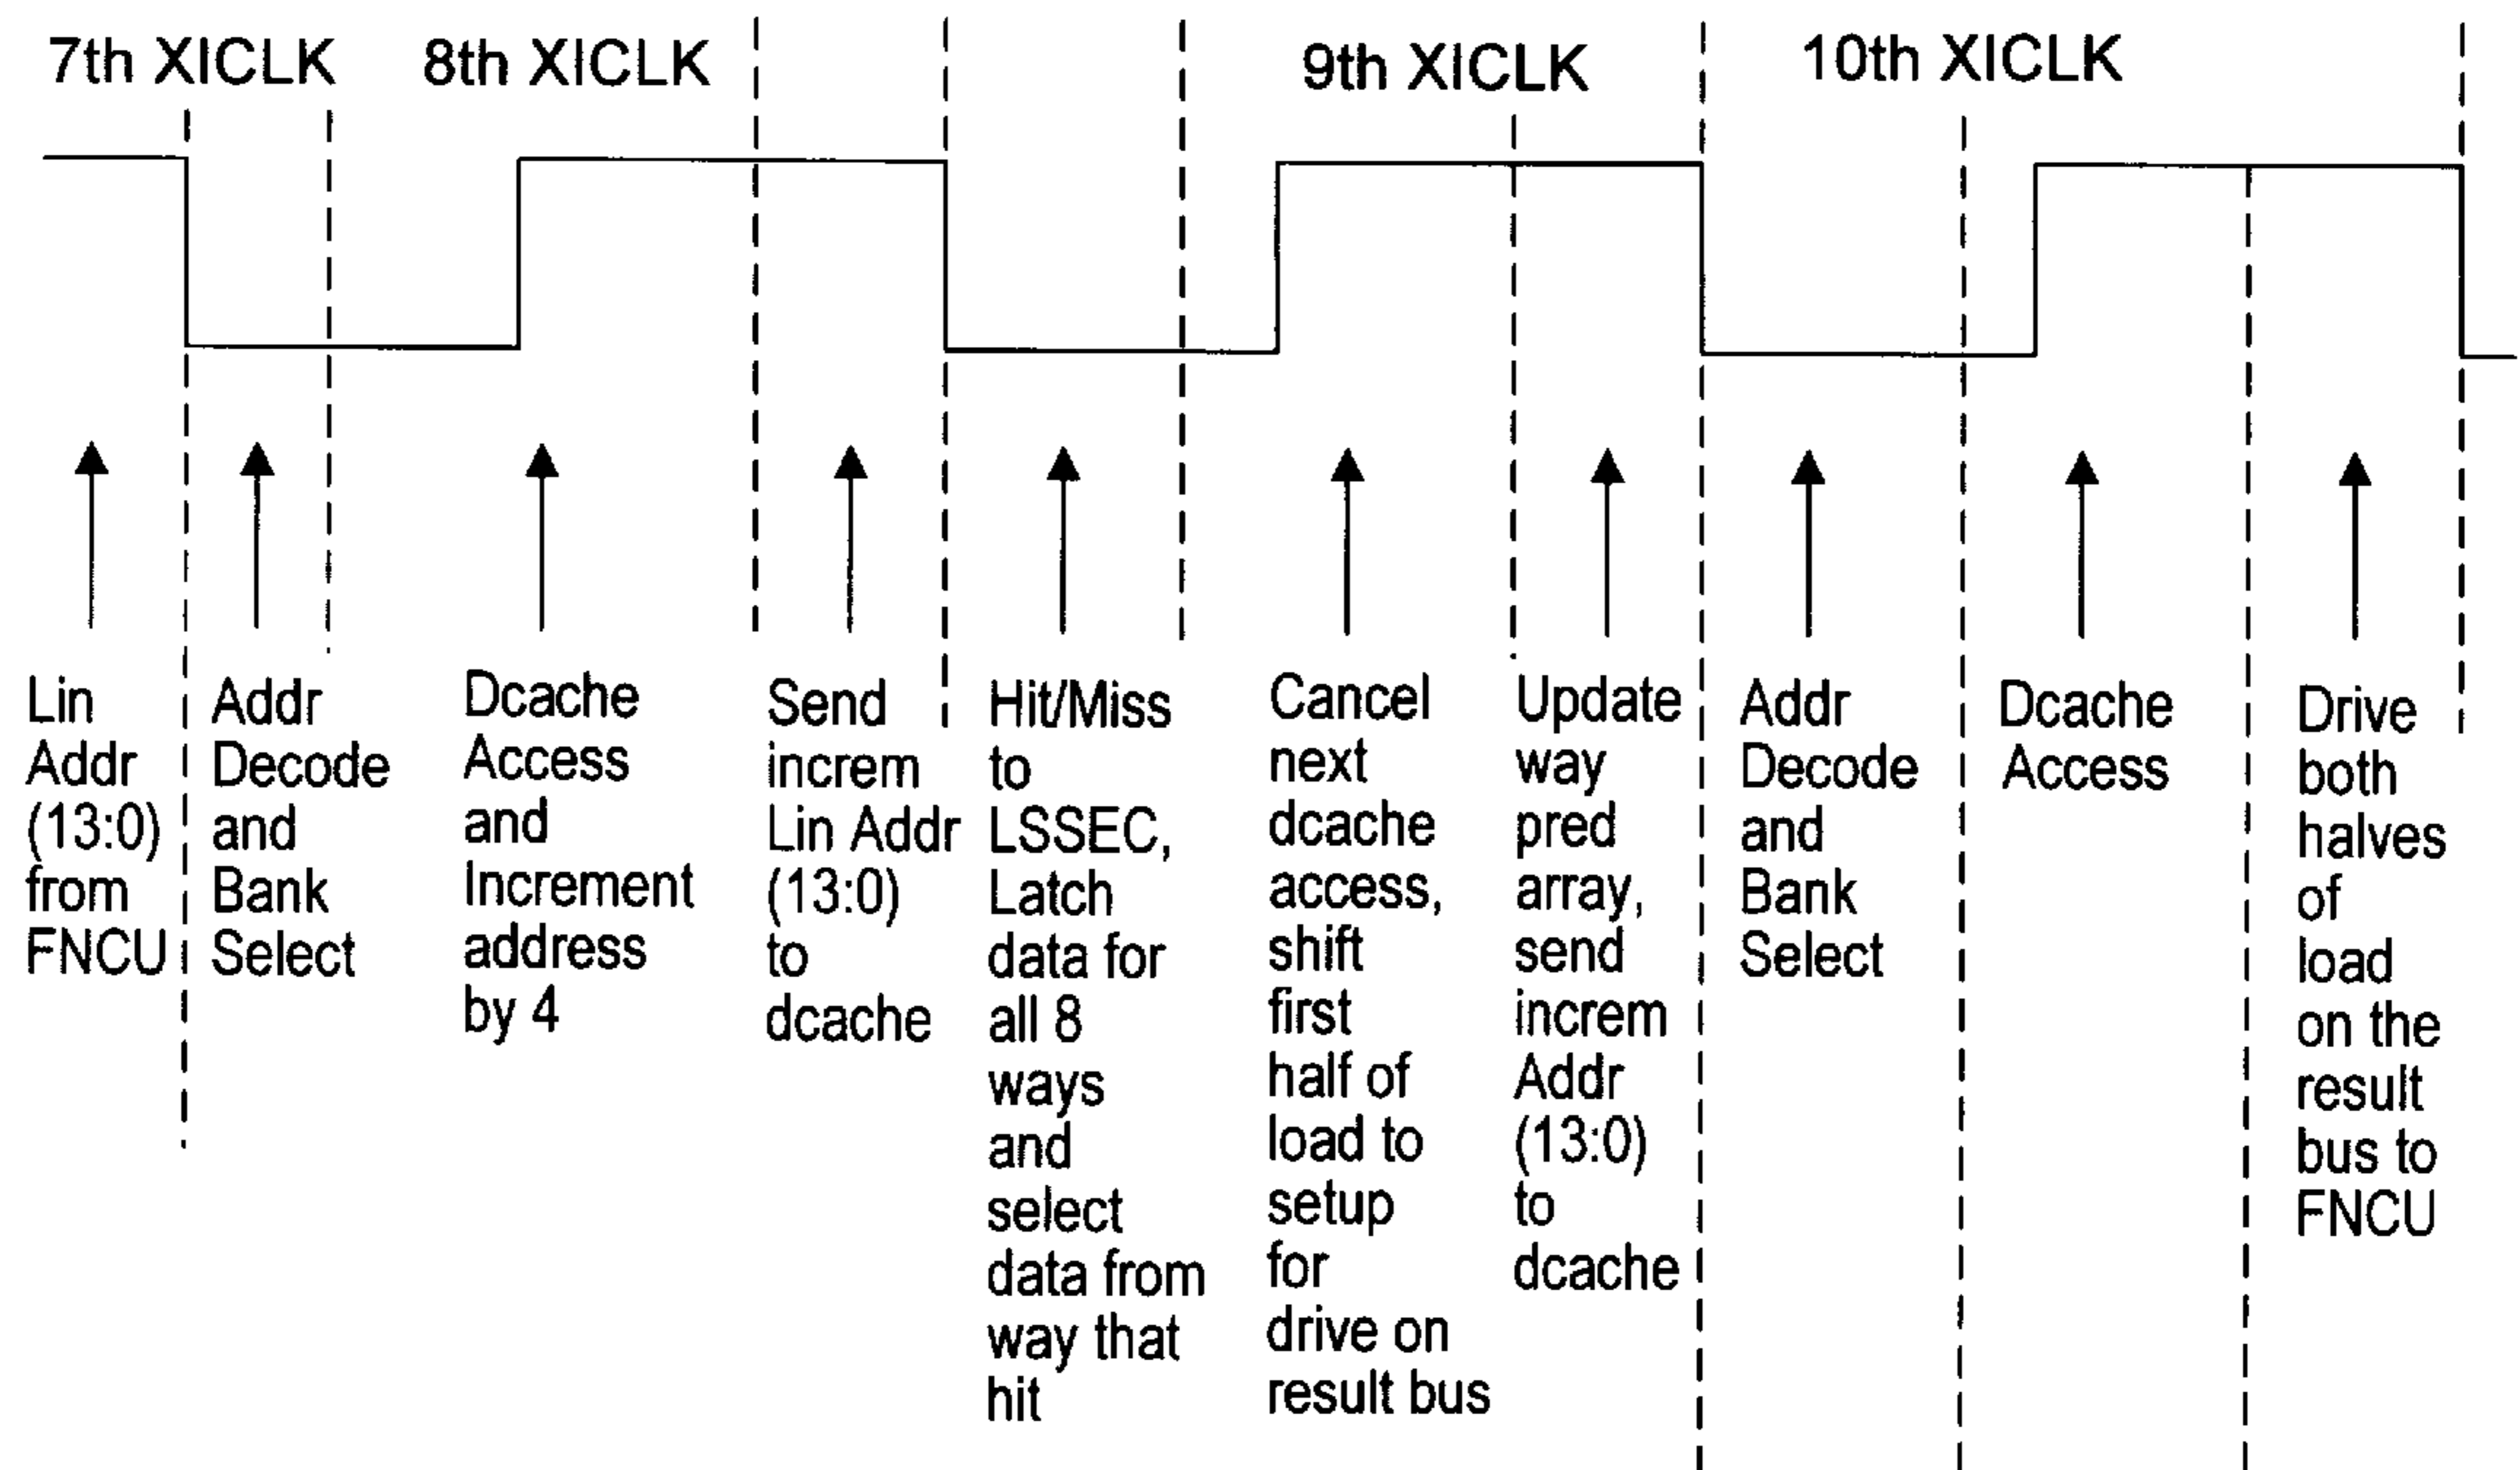 7th XICLK
8th XICLK
9th XICLK
10th XICLK
Lin
Addr
(13:0)
from
FNCU
Addr
Decode
and
Bank
Select
Dcache
Access
and
Increment
address
by 4
Send
increm
Lin Addr
(13:0)
to
dcache
Hit/Miss
to
LSSEC,
Latch
data for
all 8
ways
and
select
data from
way that
hit
Cancel
next
dcache
access,
shift
first
half of
load to
setup
for
drive on
result bus
Update
way
pred
array,
send
increm
Addr
(13:0)
to
dcache
Addr
Decode
and
Bank
Select
Dcache
Access
Drive
both
halves
of
load
on the
result
bus to
FNCU